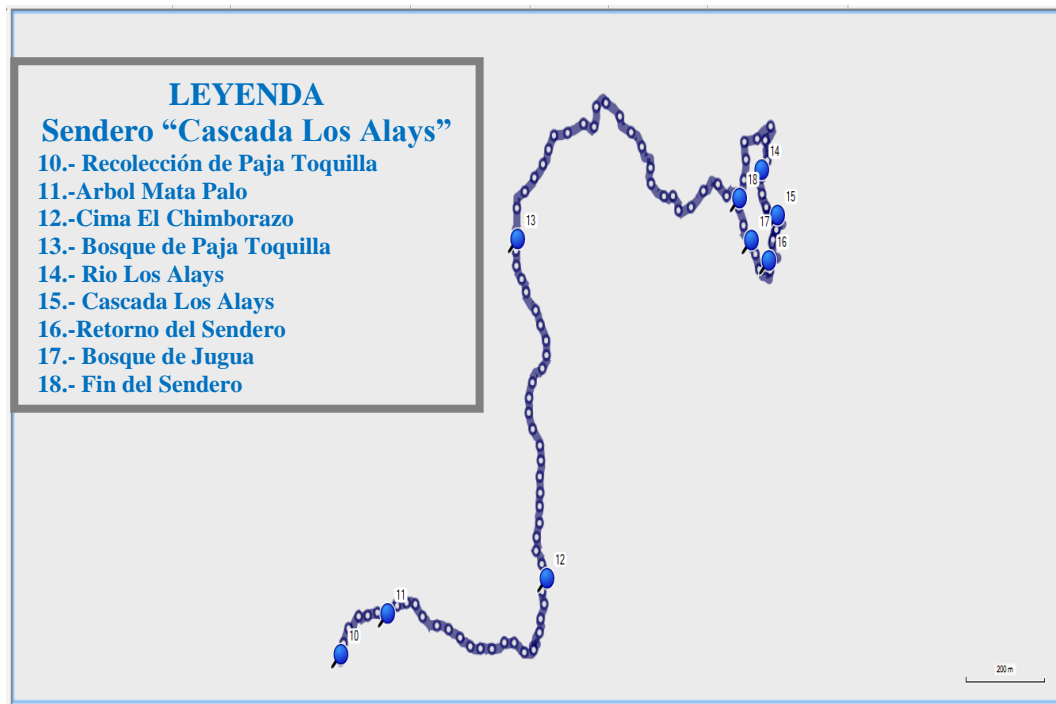 LEYENDA
Sendero “Cascada Los Alays”
10.- Recolección de Paja Toquilla
11.-Arbol Mata Palo
12.-Cima El Chimborazo
13.- Bosque de Paja Toquilla
14.- Rio Los Alays
15.- Cascada Los Alays
16.-Retorno del Sendero
17.- Bosque de Jugua
18.- Fin del Sendero
14
18
15
13
17
16
12
11
10
200 m